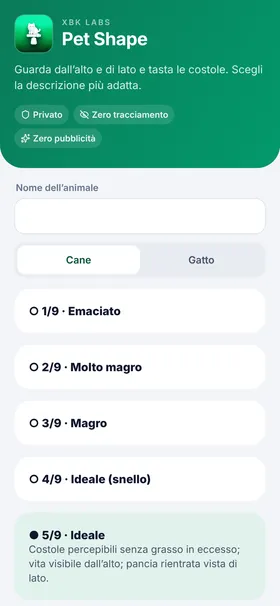 XBK LABS
Pet Shape
Guarda dall'alto e di lato e tasta le costole. Scegli
la descrizione più adatta.
Privato
Zero tracciamento
Zero pubblicità
Nome dell'animale
Cane
Gatto
1/9 · Emaciato
2/9 · Molto magro
3/9 · Magro
4/9 · Ideale (snello)
5/9 · Ideale
Costole percepibili senza grasso in eccesso;
vita visibile dall'alto; pancia rientrata vista di
lato.